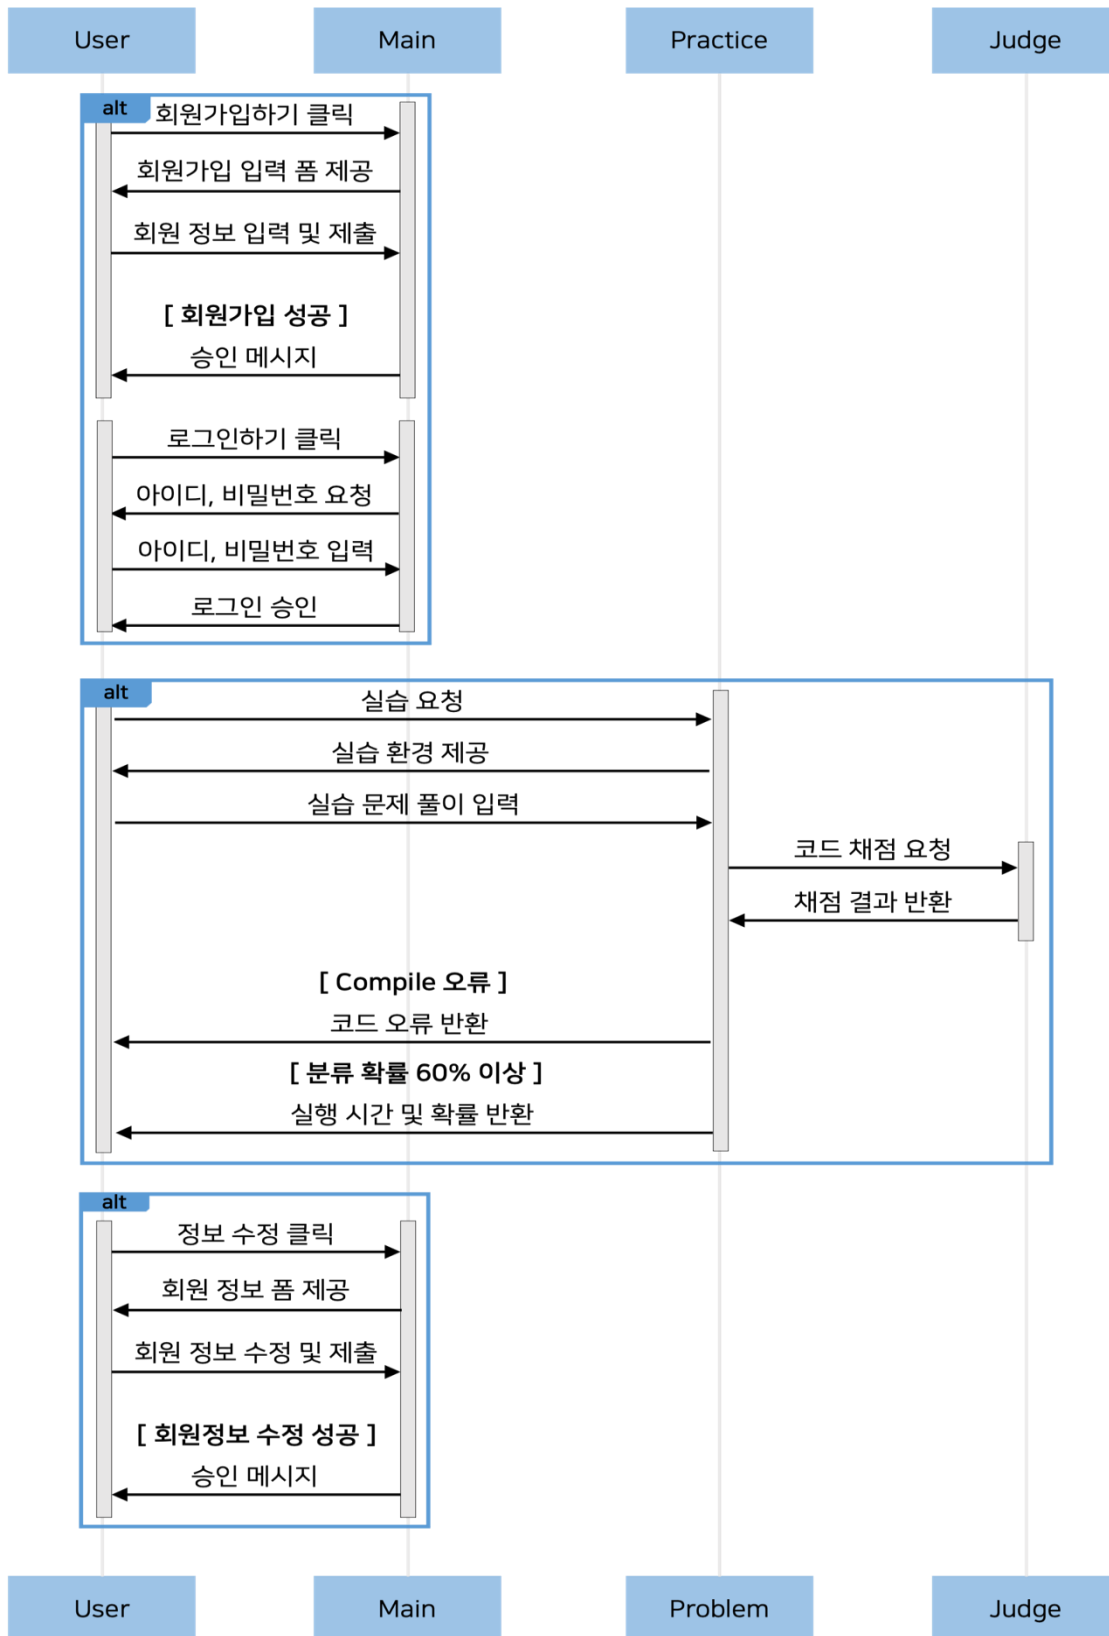 User
Main
Practice
Judge
alt
회원가입하기 클릭
회원가입 입력 폼 제공
회원 정보 입력 및 제출
[ 회원가입 성공 ]
승인 메시지
로그인하기 클릭
아이디, 비밀번호 요청
아이디, 비밀번호 입력
로그인 승인
alt
실습 요청
실습 환경 제공
실습 문제 풀이 입력
코드 채점 요청
채점 결과 반환
[ Compile 오류 ]
코드 오류 반환
[ 분류 확률 60% 이상 ]
실행 시간 및 확률 반환
alt
정보 수정 클릭
회원 정보 폼 제공
회원 정보 수정 및 제출
[ 회원정보 수정 성공 ]
승인 메시지
User
Main
Problem
Judge